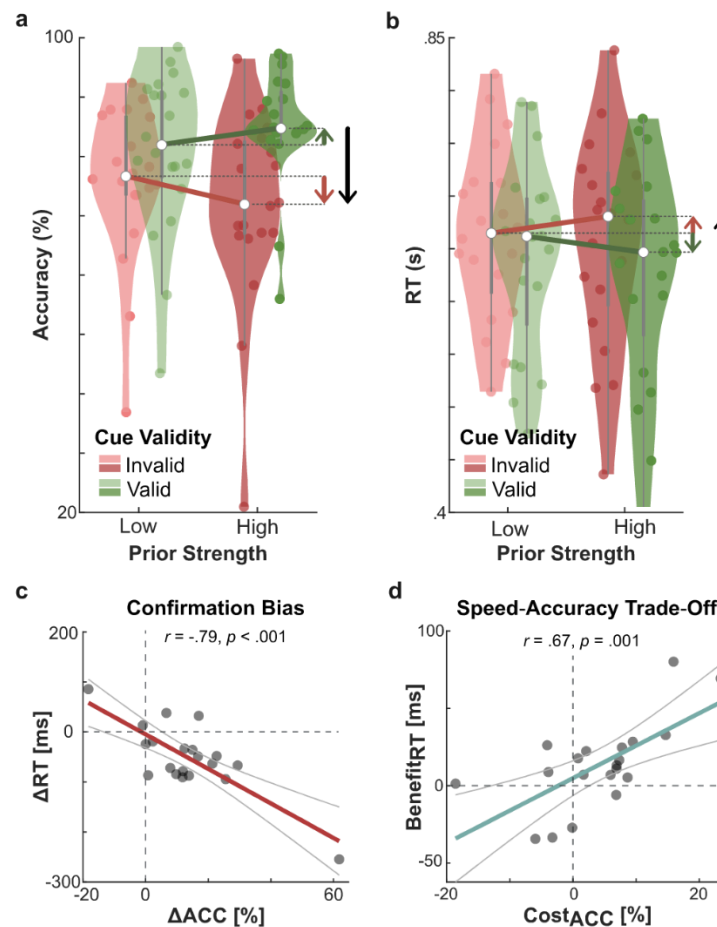 a
100
Accuracy (%)
Cue Validity
Invalid
Valid
20
Low
High
Prior Strength
b
.85
RT (s)
Cue Validity
Invalid
Valid
.4
Low
High
Prior Strength
c
Confirmation Bias
r = -.79, p < .001
200
0
-300
ΔRT [ms]
-20
0
60
ΔACC [%]
d
Speed-Accuracy Trade-Off
r = .67, p = .001
100
0
-50
BenefitRT [ms]
-20
0
20
CostACC [%]